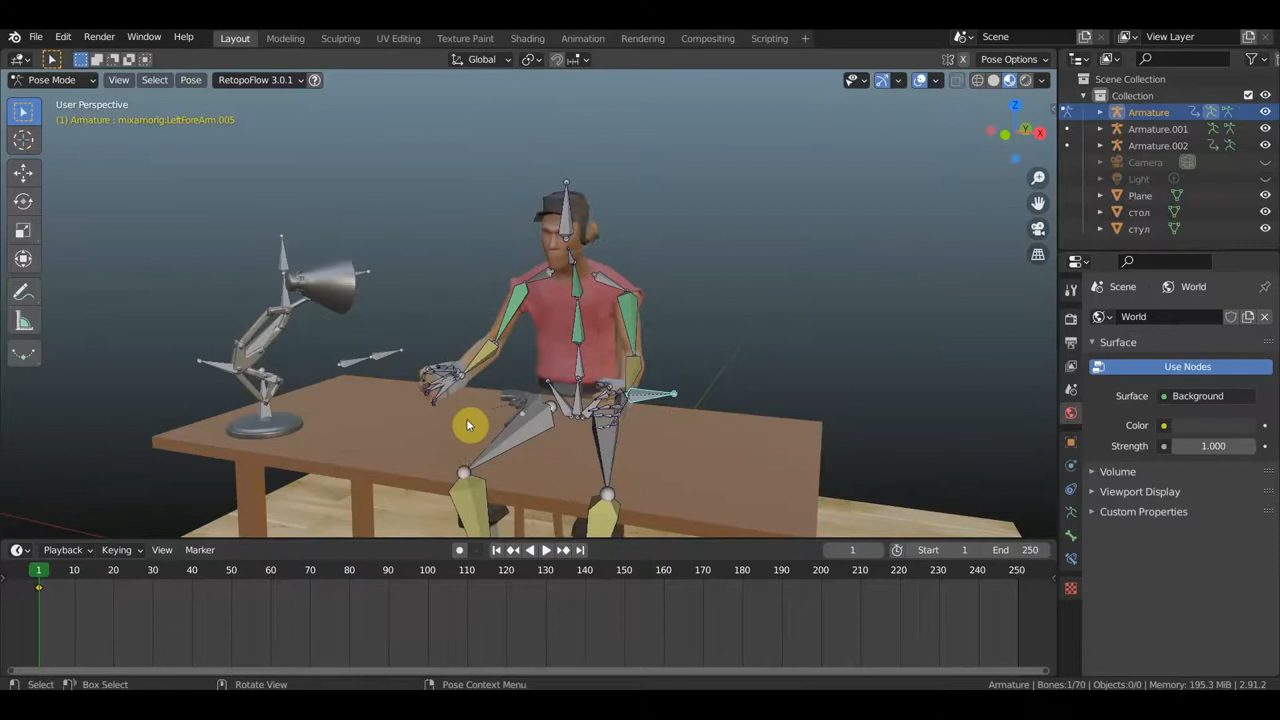 File Edit Render Window Help Layout Modeling Sculpting UV Editing Texture Paint Shading Animation Rendering Compositing Scripting + Scene View Layer
Global Pose Options
Pose Mode View Select Pose RetopoFlow 3.0.1
User Perspective
(1) Armature : mixamorig:LeftForeArm.005
Z
Y
X
X
Scene Collection
Collection
Armature
Armature.001
Armature.002
Camera
Light
Plane
стол
стул
Scene World
World
Surface
Use Nodes
Surface Background
Color
Strength 1.000
Volume
Viewport Display
Custom Properties
Playback Keying View Marker 1 Start 1 End 250
1 10 20 30 40 50 60 70 80 90 100 110 120 130 140 150 160 170 180 190 200 210 220 230 240 250
Select Box Select Rotate View Pose Context Menu Armature | Bones:1/70 | Objects:0/0 | Memory: 195.3 MiB | 2.91.2